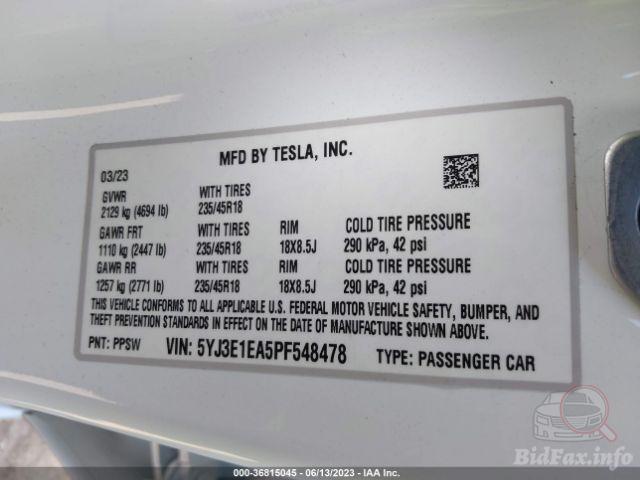 MFD BY TESLA, INC.
03/23
GVWR WITH TIRES
2129 kg (4694 lb) 235/45R18
GAWR FRT WITH TIRES RIM COLD TIRE PRESSURE
1110 kg (2447 lb) 235/45R18 18X8.5J 290 kPa, 42 psi
GAWR RR WITH TIRES RIM COLD TIRE PRESSURE
1257 kg (2771 lb) 235/45R18 18X8.5J 290 kPa, 42 psi
THIS VEHICLE CONFORMS TO ALL APPLICABLE U.S. FEDERAL MOTOR VEHICLE SAFETY, BUMPER, AND
THEFT PREVENTION STANDARDS IN EFFECT ON THE DATE OF MANUFACTURE SHOWN ABOVE.
PNT: PPSW VIN: 5YJ3E1EA5PF548478 TYPE: PASSENGER CAR
BidFax.info
000-36815045 - 06/13/2023 - IAA Inc.